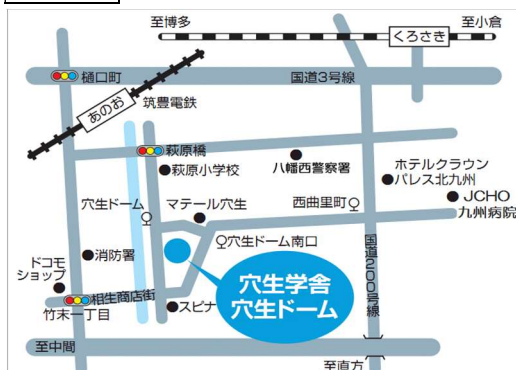 至博多
至小倉
くろさき
樋口町
国道3号線
あのお
筑豊電鉄
萩原橋
萩原小学校
八幡西警察署
ホテルクラウン
パレス北九州
JCHO
九州病院
穴生ドーム
マテール穴生
西曲里町
穴生ドーム南口
消防署
ドコモ
ショップ
相生商店街
竹末一丁目
スピナ
穴生学舎
穴生ドーム
国道200号線
至中間
至直方